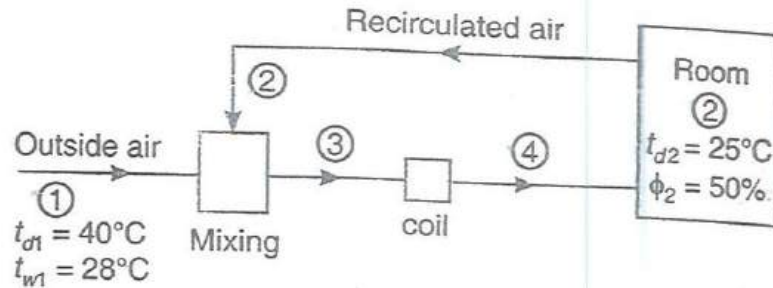 Recirculated air
Room
②
②
t_d2 = 25°C
ϕ₂ = 50%.
Outside air
③
④
①
t_d1 = 40°C
t_w1 = 28°C
Mixing
coil